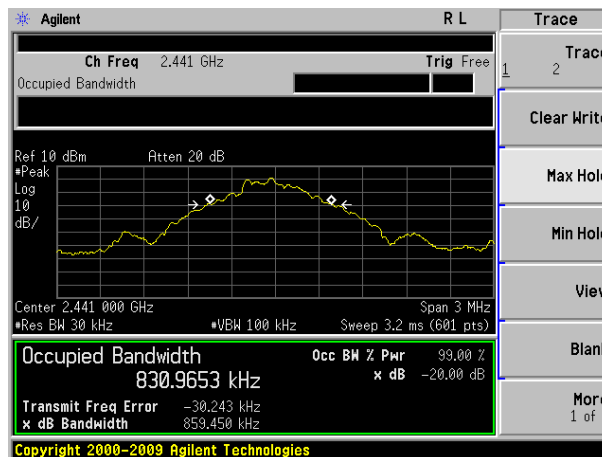 Agilent R L Trace
Ch Freq 2.441 GHz Trig Free
Occupied Bandwidth
Trace
1 2
Clear Write
Max Hold
Min Hold
View
Blank
More
1 of
Ref 10 dBm Atten 20 dB
#Peak
Log
10
dB/
Center 2.441 000 GHz Span 3 MHz
#Res BW 30 kHz #VBW 100 kHz Sweep 3.2 ms (601 pts)
Occupied Bandwidth Occ BW % Pwr 99.00 %
830.9653 kHz x dB -20.00 dB
Transmit Freq Error -30.243 kHz
x dB Bandwidth 859.450 kHz
Copyright 2000-2009 Agilent Technologies